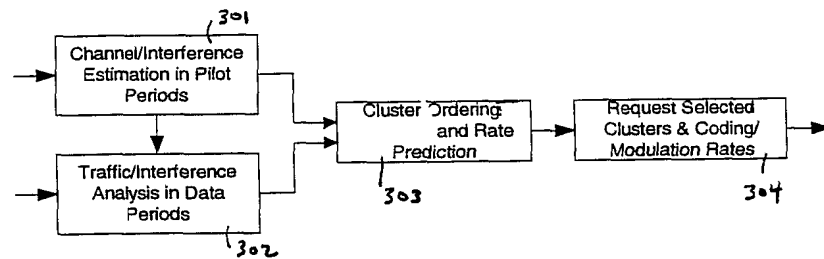 301
Channel/Interference
Estimation in Pilot
Periods
Traffic/Interference
Analysis in Data
Periods
302
Cluster Ordering
and Rate
Prediction
303
Request Selected
Clusters & Coding/
Modulation Rates
304